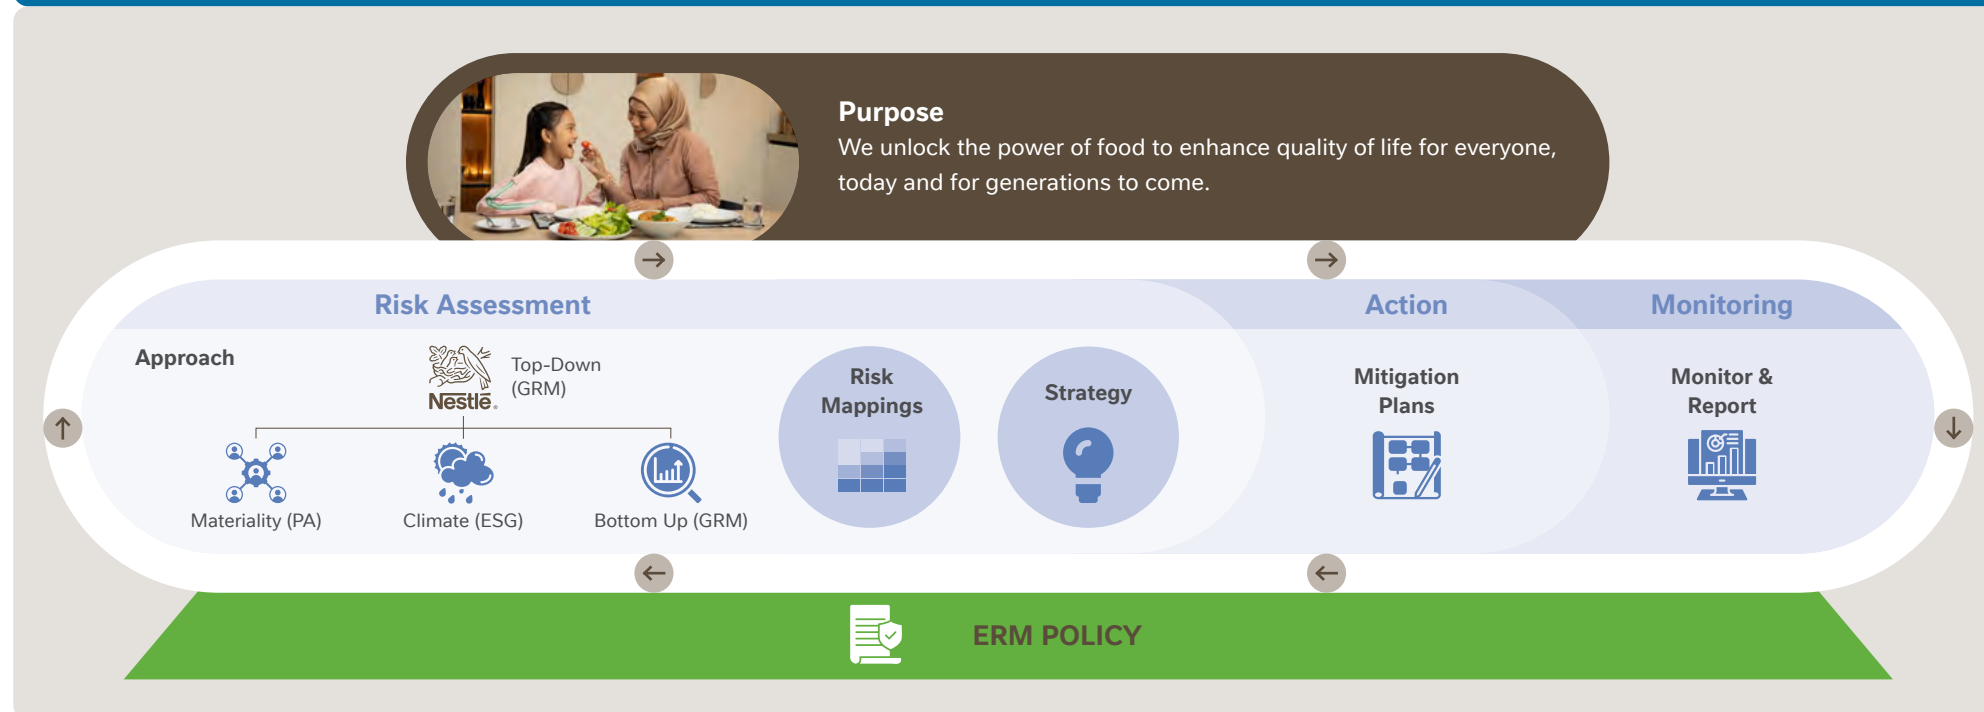 Purpose
We unlock the power of food to enhance quality of life for everyone,
today and for generations to come.
Risk Assessment
Action
Monitoring
Approach
Nestlé®
Top-Down
(GRM)
Materiality (PA)
Climate (ESG)
Bottom Up (GRM)
Risk
Mappings
Strategy
Mitigation
Plans
Monitor &
Report
ERM POLICY